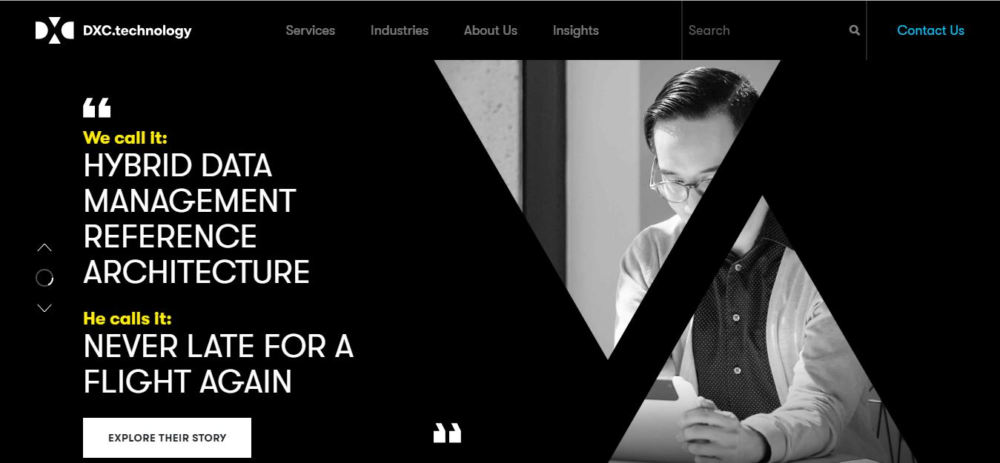 DXC.technology
Services
Industries
About Us
Insights
Search
Contact Us
“
We call it:
HYBRID DATA
MANAGEMENT
REFERENCE
ARCHITECTURE
He calls it:
NEVER LATE FOR A
FLIGHT AGAIN
”
EXPLORE THEIR STORY